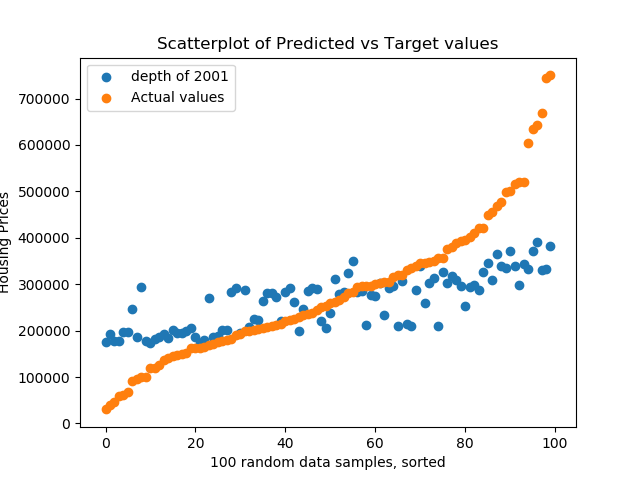 Scatterplot of Predicted vs Target values
depth of 2001
Actual values
700000
600000
500000
400000
300000
200000
100000
0
Housing Prices
0 20 40 60 80 100
100 random data samples, sorted